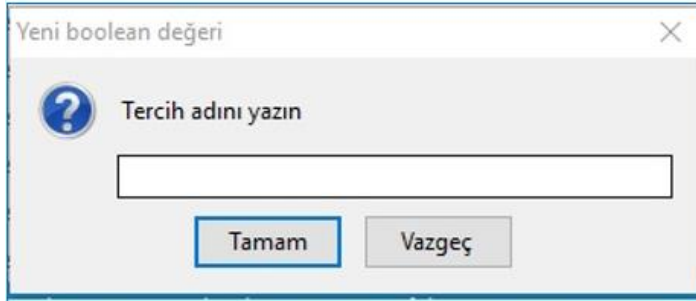 Yeni boolean değeri
Tercih adını yazın
Tamam
Vazgeç